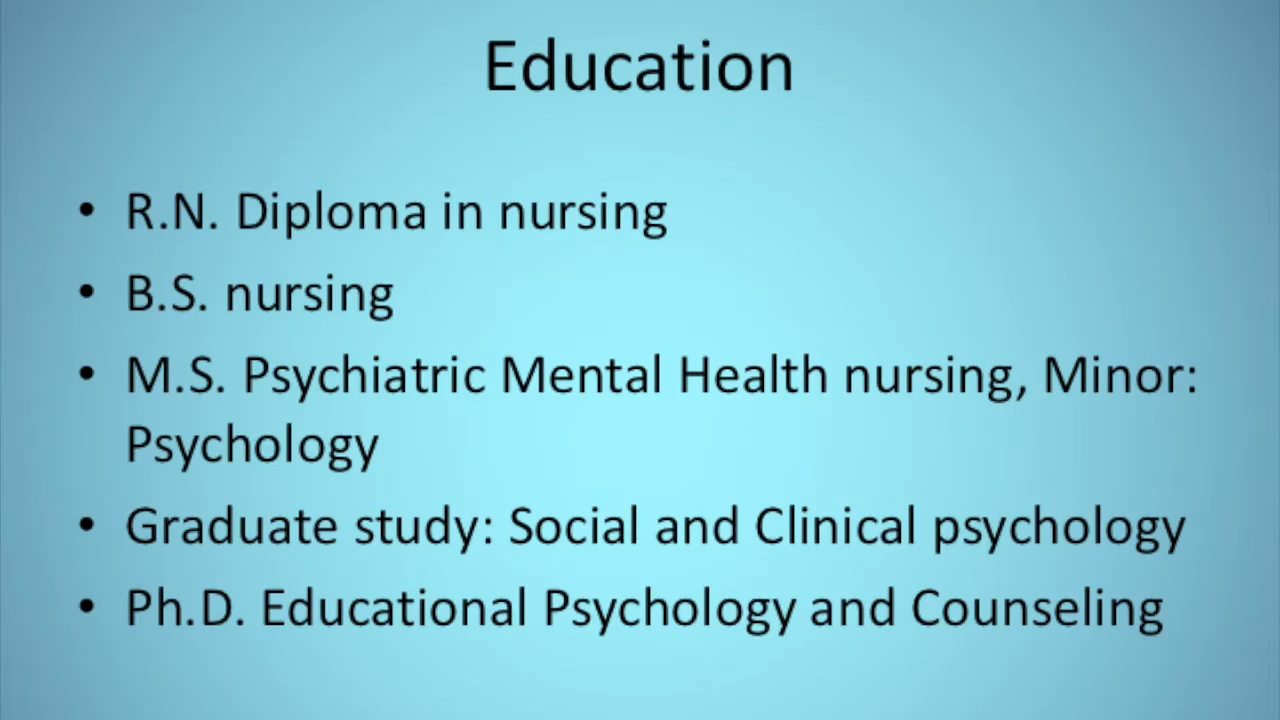 Education
• R.N. Diploma in nursing
• B.S. nursing
• M.S. Psychiatric Mental Health nursing, Minor:
Psychology
• Graduate study: Social and Clinical psychology
• Ph.D. Educational Psychology and Counseling